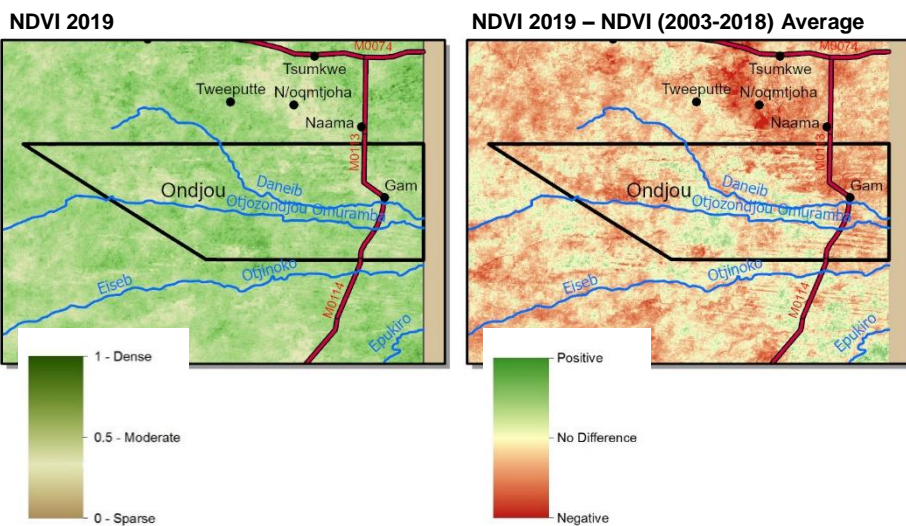 NDVI 2019
M0074
Tsumkwe
Tweeputte
N/oqmtjoha
Naama
M0113
Gam
Ondjou
Daneib
Otjozondjou Omuramba
Otjinoko
Eiseb
M0114
Epukiro
1 - Dense
0.5 - Moderate
0 - Sparse
NDVI 2019 – NDVI (2003-2018) Average
M0074
Tsumkwe
Tweeputte
N/oqmtjoha
Naama
M0113
Gam
Ondjou
Daneib
Otjozondjou Omuramba
Otjinoko
Eiseb
M0114
Epukiro
Positive
No Difference
Negative